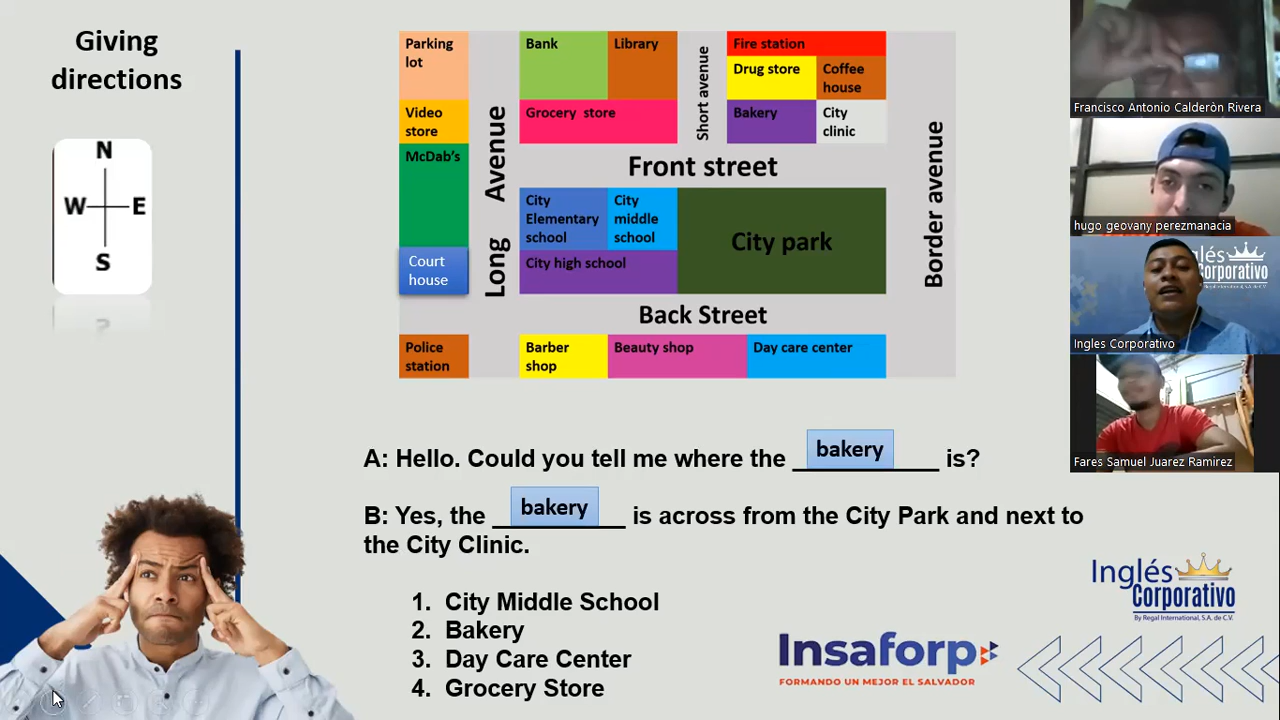 Giving
directions
N
W E
S
Parking
lot
Video
store
McDab's
Court
house
Police
station
Long Avenue
Bank
Library
Grocery store
Short avenue
Fire station
Drug store
Coffee
house
Bakery
City
clinic
Front street
City
Elementary
school
City
middle
school
City high school
City park
Border avenue
Back Street
Barber
shop
Beauty shop
Day care center
A: Hello. Could you tell me where the bakery is?
B: Yes, the bakery is across from the City Park and next to
the City Clinic.
1. City Middle School
2. Bakery
3. Day Care Center
4. Grocery Store
Francisco Antonio Calderòn Rivera
hugo geovany perezmanacia
Inglés
Corporativo
By Regal International, S.A. de C.V.
Ingles Corporativo
Fares Samuel Juarez Ramirez
Inglés
Corporativo
By Regal International, S.A. de C.V.
Insaforp
FORMANDO UN MEJOR EL SALVADOR